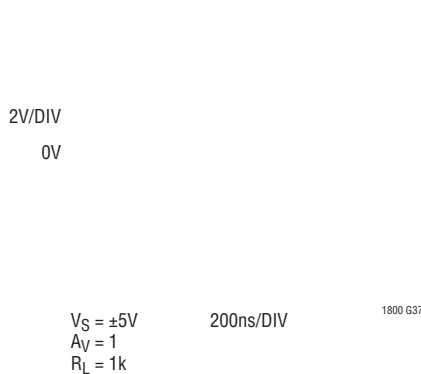 2V/DIV
0V
VS = ±5V
AV = 1
RL = 1k
200ns/DIV
1800 G37